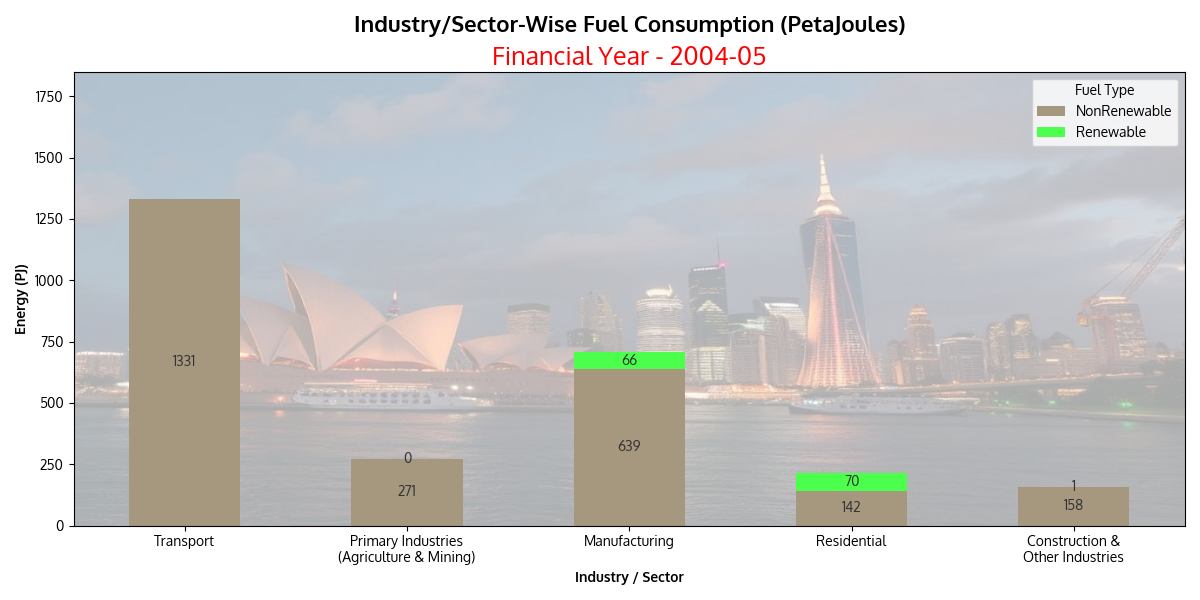 Industry/Sector-Wise Fuel Consumption (PetaJoules)
Financial Year - 2004-05
Fuel Type
NonRenewable
Renewable
Energy (PJ)
1750
1500
1250
1000
750
500
250
0
1331
0
271
66
639
70
142
1
158
Transport
Primary Industries
(Agriculture & Mining)
Manufacturing
Residential
Construction &
Other Industries
Industry / Sector